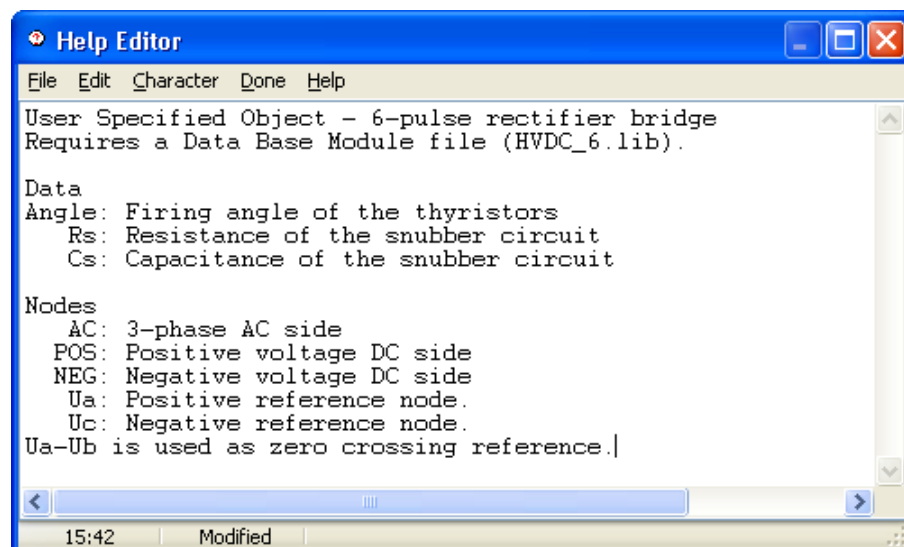 Help Editor
File Edit Character Done Help
User Specified Object - 6-pulse rectifier bridge
Requires a Data Base Module file (HVDC_6.lib).
Data
Angle: Firing angle of the thyristors
Rs: Resistance of the snubber circuit
Cs: Capacitance of the snubber circuit
Nodes
AC: 3-phase AC side
POS: Positive voltage DC side
NEG: Negative voltage DC side
Ua: Positive reference node.
Uc: Negative reference node.
Ua-Ub is used as zero crossing reference.
15:42 Modified